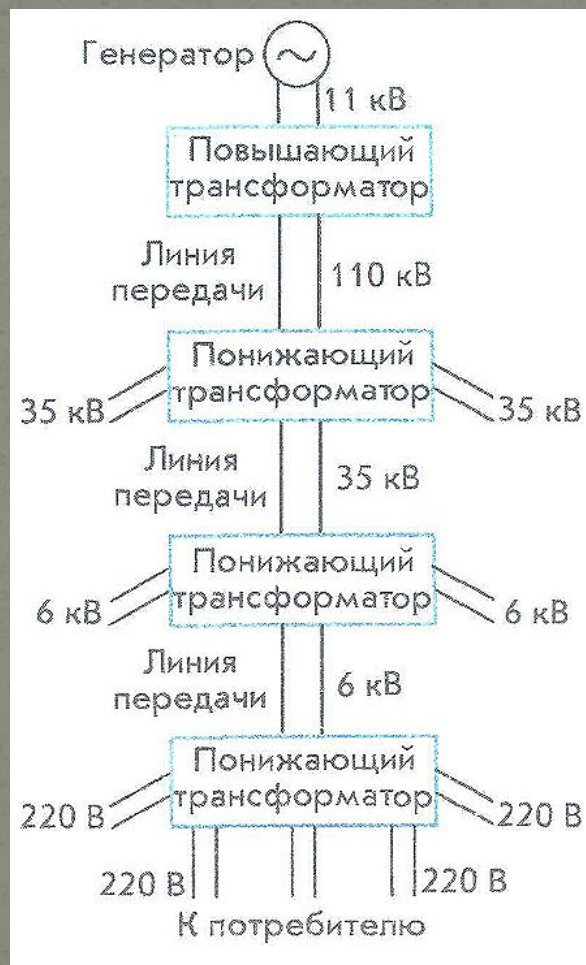 Генератор
11 кВ
Повышающий
трансформатор
Линия
передачи
110 кВ
Понижающий
трансформатор
35 кВ
35 кВ
Линия
передачи
35 кВ
Понижающий
трансформатор
6 кВ
6 кВ
Линия
передачи
6 кВ
Понижающий
трансформатор
220 В
220 В
220 В
220 В
К потребителю